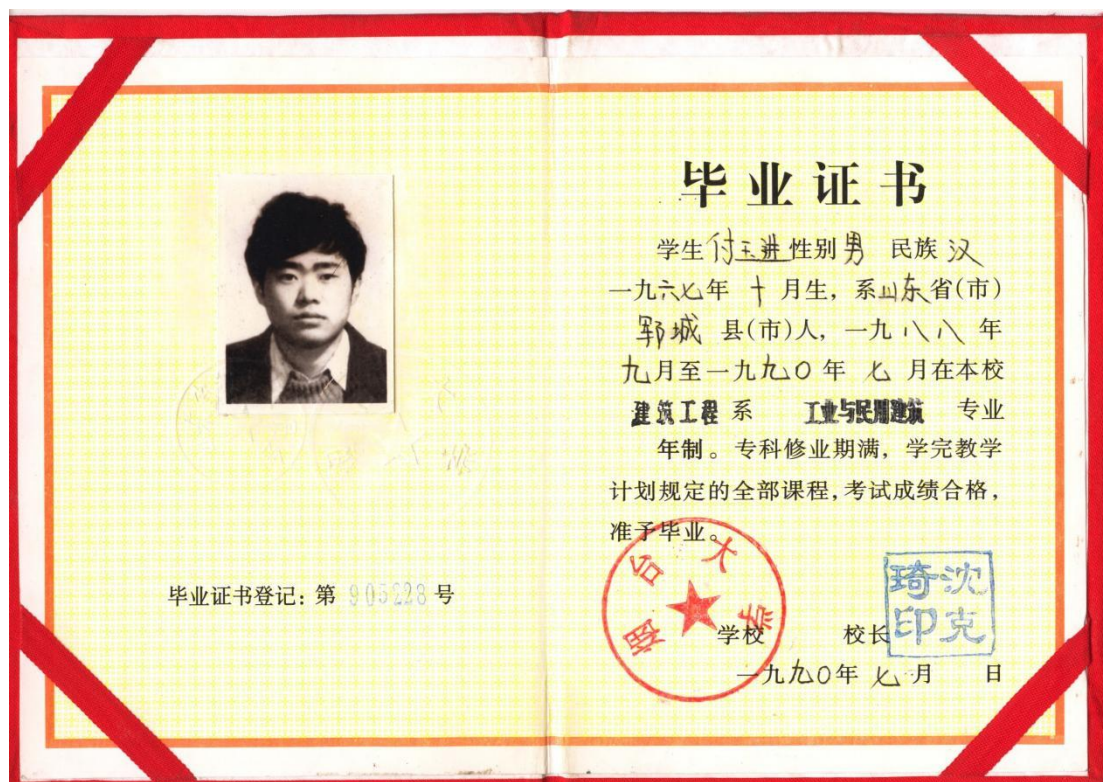 毕业证书
学生付玉进性别男 民族汉
一九六七年 十月生，系山东省(市)
郓城 县(市)人，一九八八年
九月至一九九〇年 七月在本校
建筑工程系 工业与民用建筑 专业
年制。专科修业期满，学完教学
计划规定的全部课程，考试成绩合格，
准予毕业。
烟台大学
学校 校长
沈克琦印
一九九〇年七月 日
毕业证书登记：第 905228 号